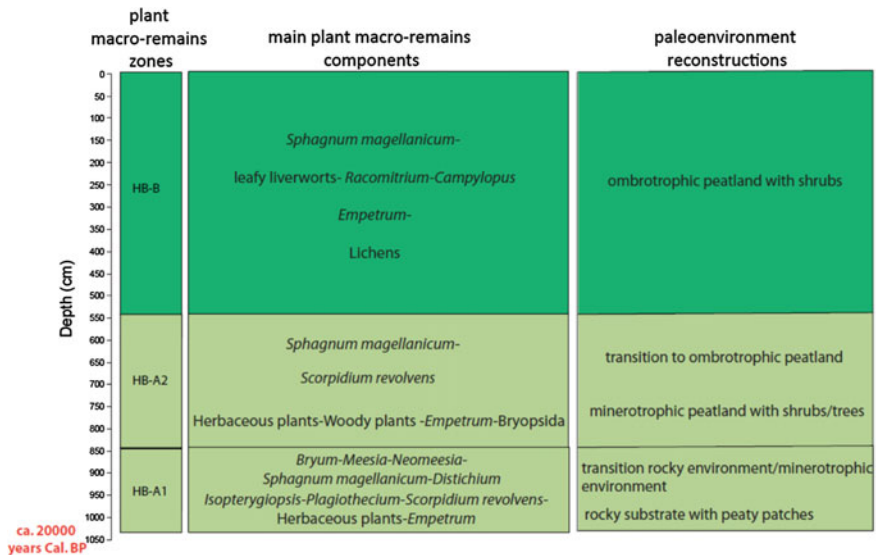 plant
macro-remains
zones
main plant macro-remains
components
paleoenvironment
reconstructions
Depth (cm)
0
50
100
150
200
250
300
350
400
450
500
550
600
650
700
750
800
850
900
950
1000
1050
ca. 20000
years Cal. BP
HB-B
Sphagnum magellanicum-
leafy liverworts- Racomitrium-Campylopus
Empetrum-
Lichens
ombrotrophic peatland with shrubs
HB-A2
Sphagnum magellanicum-
Scorpidium revolvens
Herbaceous plants-Woody plants -Empetrum-Bryopsida
transition to ombrotrophic peatland
minerotrophic peatland with shrubs/trees
HB-A1
Bryum-Meesia-Neomeesia-
Sphagnum magellanicum-Distichium
Isopterygiopsis-Plagiothecium-Scorpidium revolvens-
Herbaceous plants-Empetrum
transition rocky environment/minerotrophic
environment
rocky substrate with peaty patches